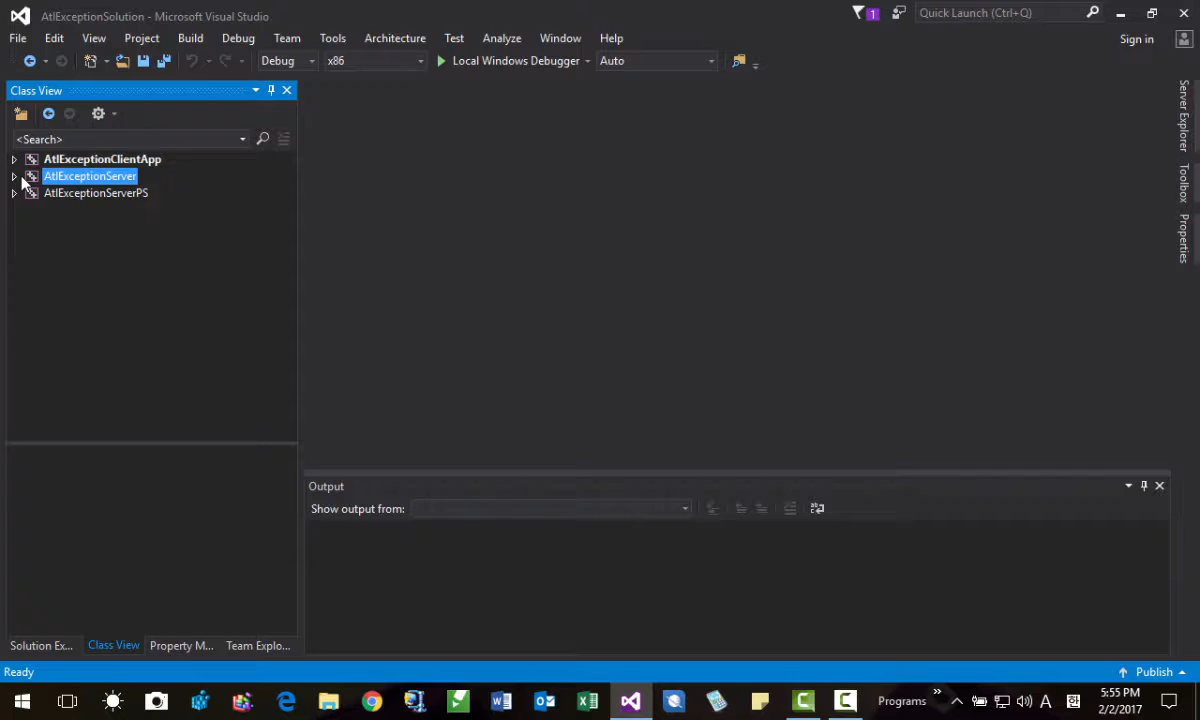 AtlExceptionSolution - Microsoft Visual Studio
1
Quick Launch (Ctrl+Q)
File Edit View Project Build Debug Team Tools Architecture Test Analyze Window Help
Sign in
Debug x86 Local Windows Debugger Auto
Class View
<Search>
AtlExceptionClientApp
AtlExceptionServer
AtlExceptionServerPS
Server Explorer
Toolbox
Properties
Output
Show output from:
Solution Ex... Class View Property M... Team Explo...
Ready
Publish
Programs
A
5:55 PM
2/2/2017